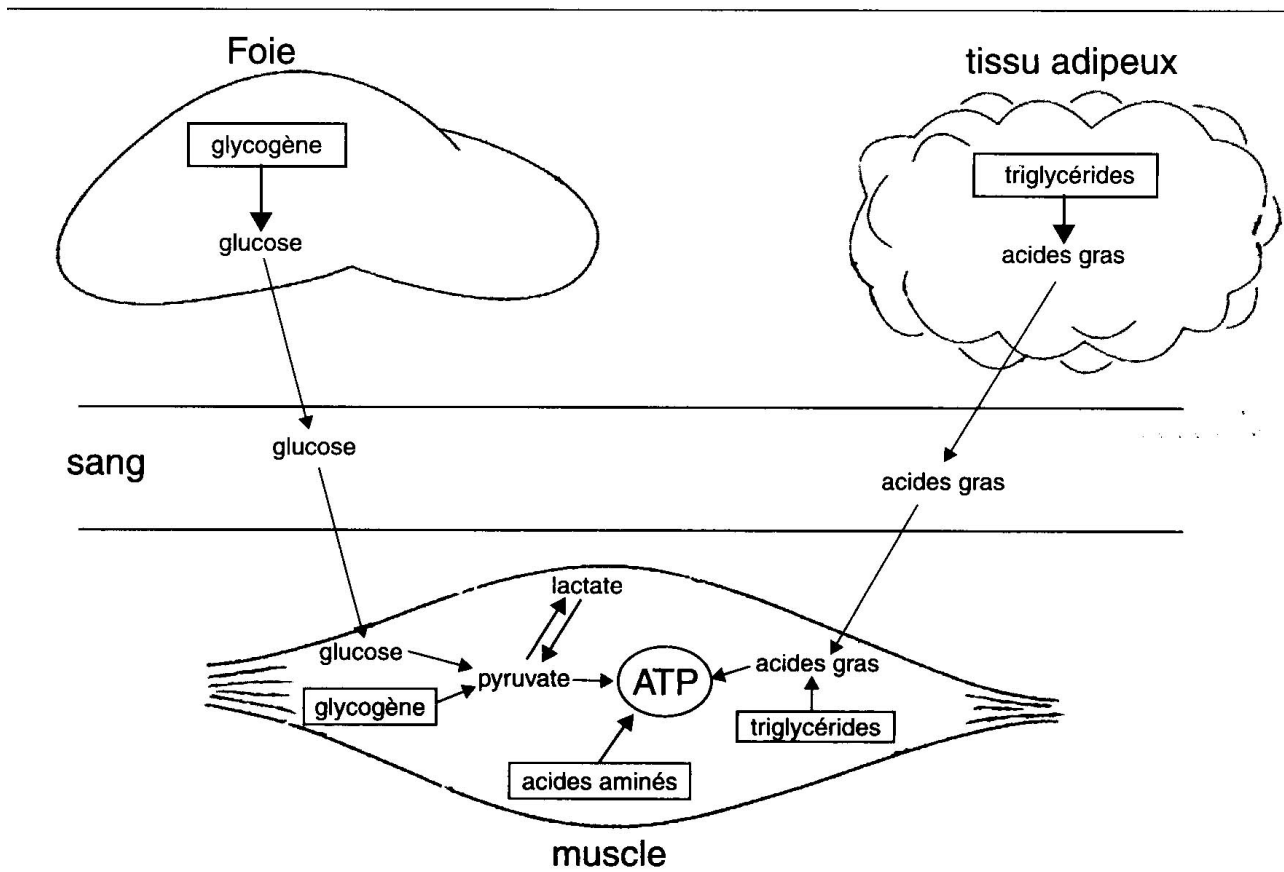 Foie
tissu adipeux
glycogène
triglycérides
glucose
acides gras
glucose
sang
acides gras
lactate
glucose
acides gras
pyruvate
ATP
glycogène
triglycérides
acides aminés
muscle